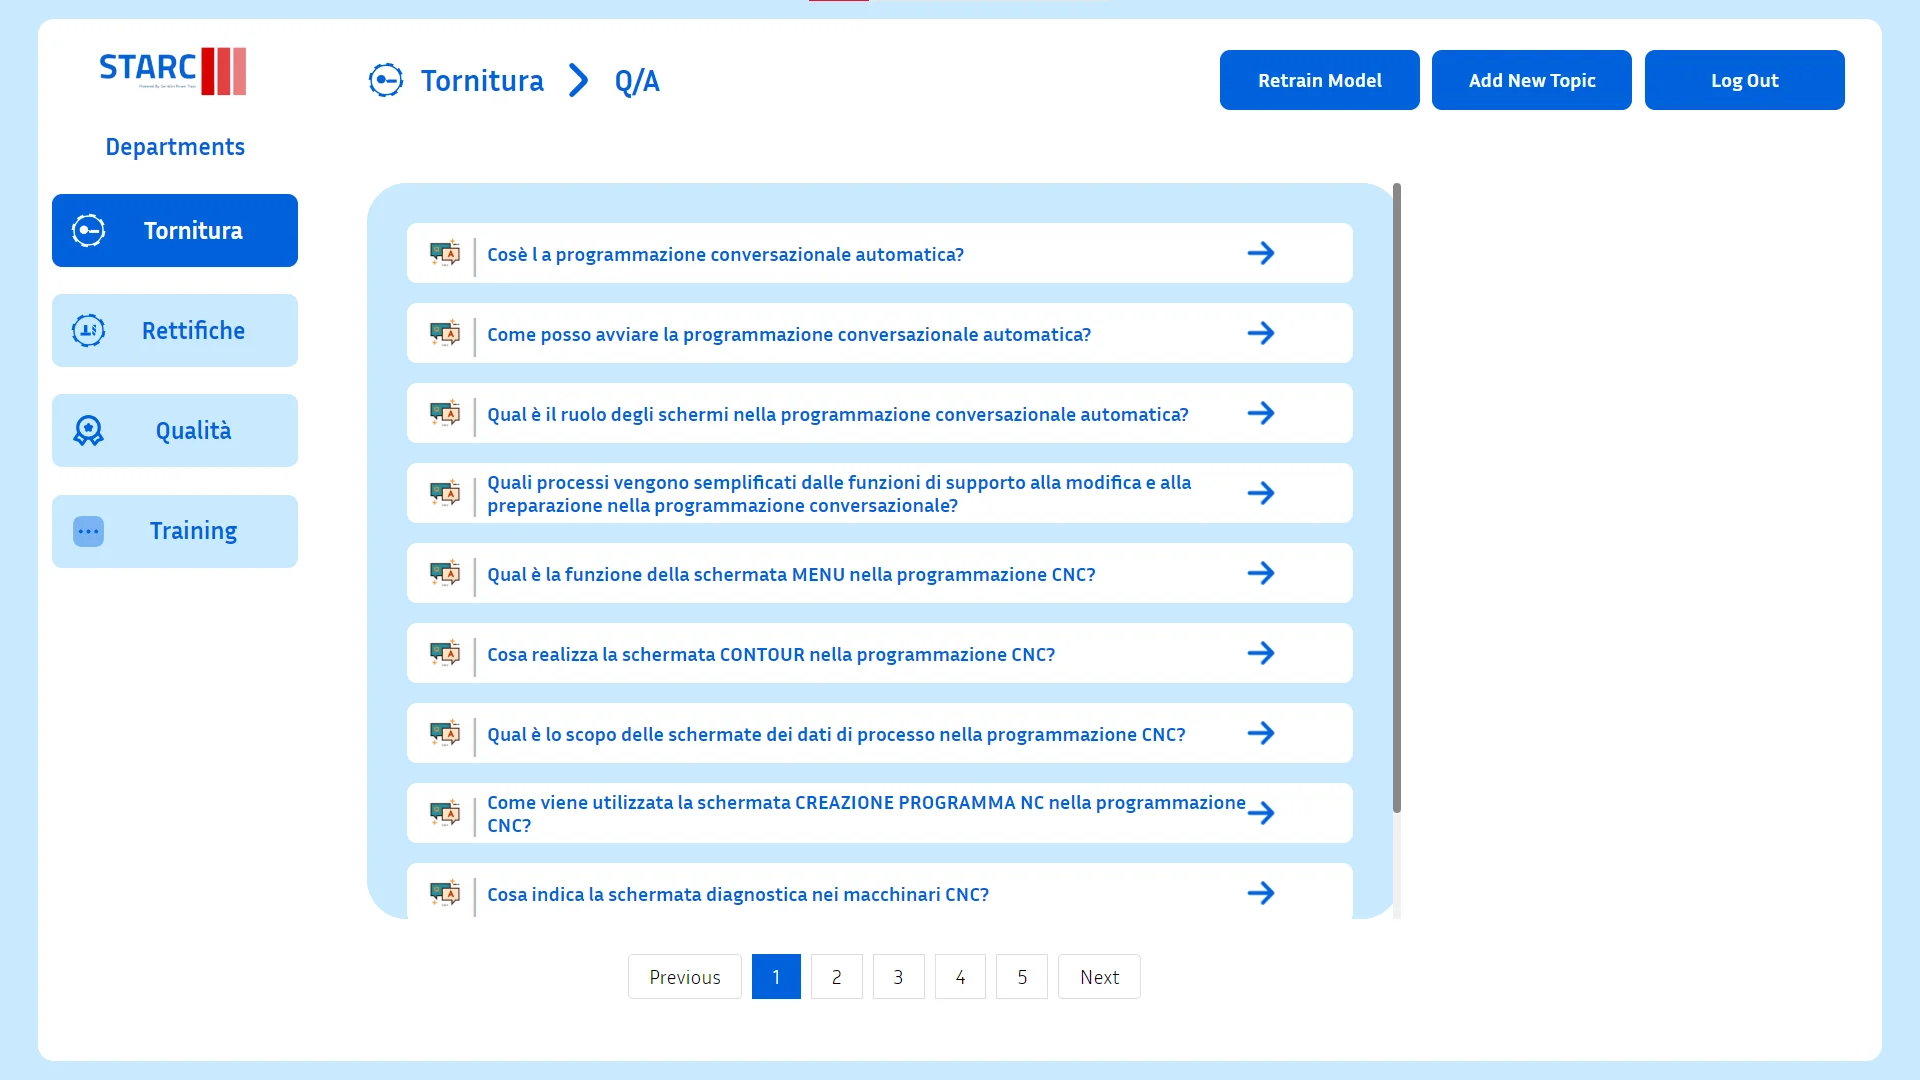 STARC
Departments
Tornitura
Rettifiche
Qualità
Training
Tornitura
Q/A
Retrain Model
Add New Topic
Log Out
Cosè l a programmazione conversazionale automatica?
Come posso avviare la programmazione conversazionale automatica?
Qual è il ruolo degli schermi nella programmazione conversazionale automatica?
Quali processi vengono semplificati dalle funzioni di supporto alla modifica e alla
preparazione nella programmazione conversazionale?
Qual è la funzione della schermata MENU nella programmazione CNC?
Cosa realizza la schermata CONTOUR nella programmazione CNC?
Qual è lo scopo delle schermate dei dati di processo nella programmazione CNC?
Come viene utilizzata la schermata CREAZIONE PROGRAMMA NC nella programmazione
CNC?
Cosa indica la schermata diagnostica nei macchinari CNC?
Previous
1
2
3
4
5
Next